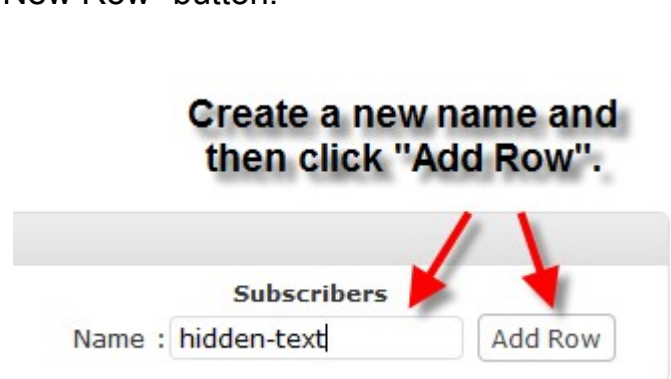 New Row" button.
Create a new name and
then click "Add Row".
Subscribers
Name : hidden-text Add Row